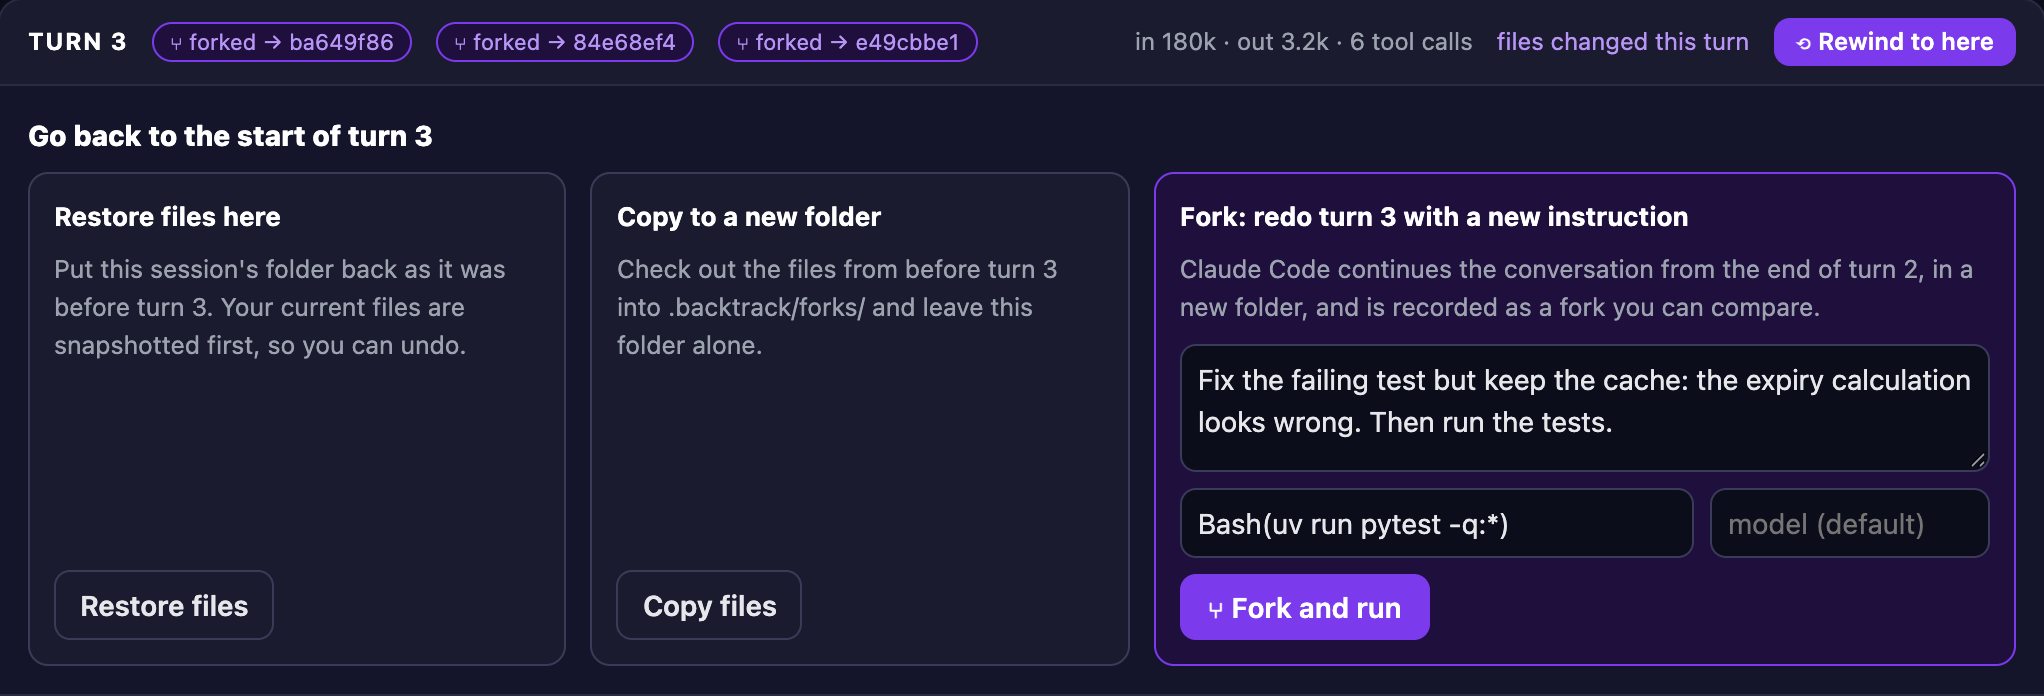 TURN 3
forked → ba649f86
forked → 84e68ef4
forked → e49cbbe1
in 180k · out 3.2k · 6 tool calls
files changed this turn
⟲ Rewind to here
Go back to the start of turn 3
Restore files here
Put this session's folder back as it was
before turn 3. Your current files are
snapshotted first, so you can undo.
Restore files
Copy to a new folder
Check out the files from before turn 3
into .backtrack/forks/ and leave this
folder alone.
Copy files
Fork: redo turn 3 with a new instruction
Claude Code continues the conversation from the end of turn 2, in a
new folder, and is recorded as a fork you can compare.
Fix the failing test but keep the cache: the expiry calculation
looks wrong. Then run the tests.
Bash(uv run pytest -q:*)
model (default)
⑂ Fork and run